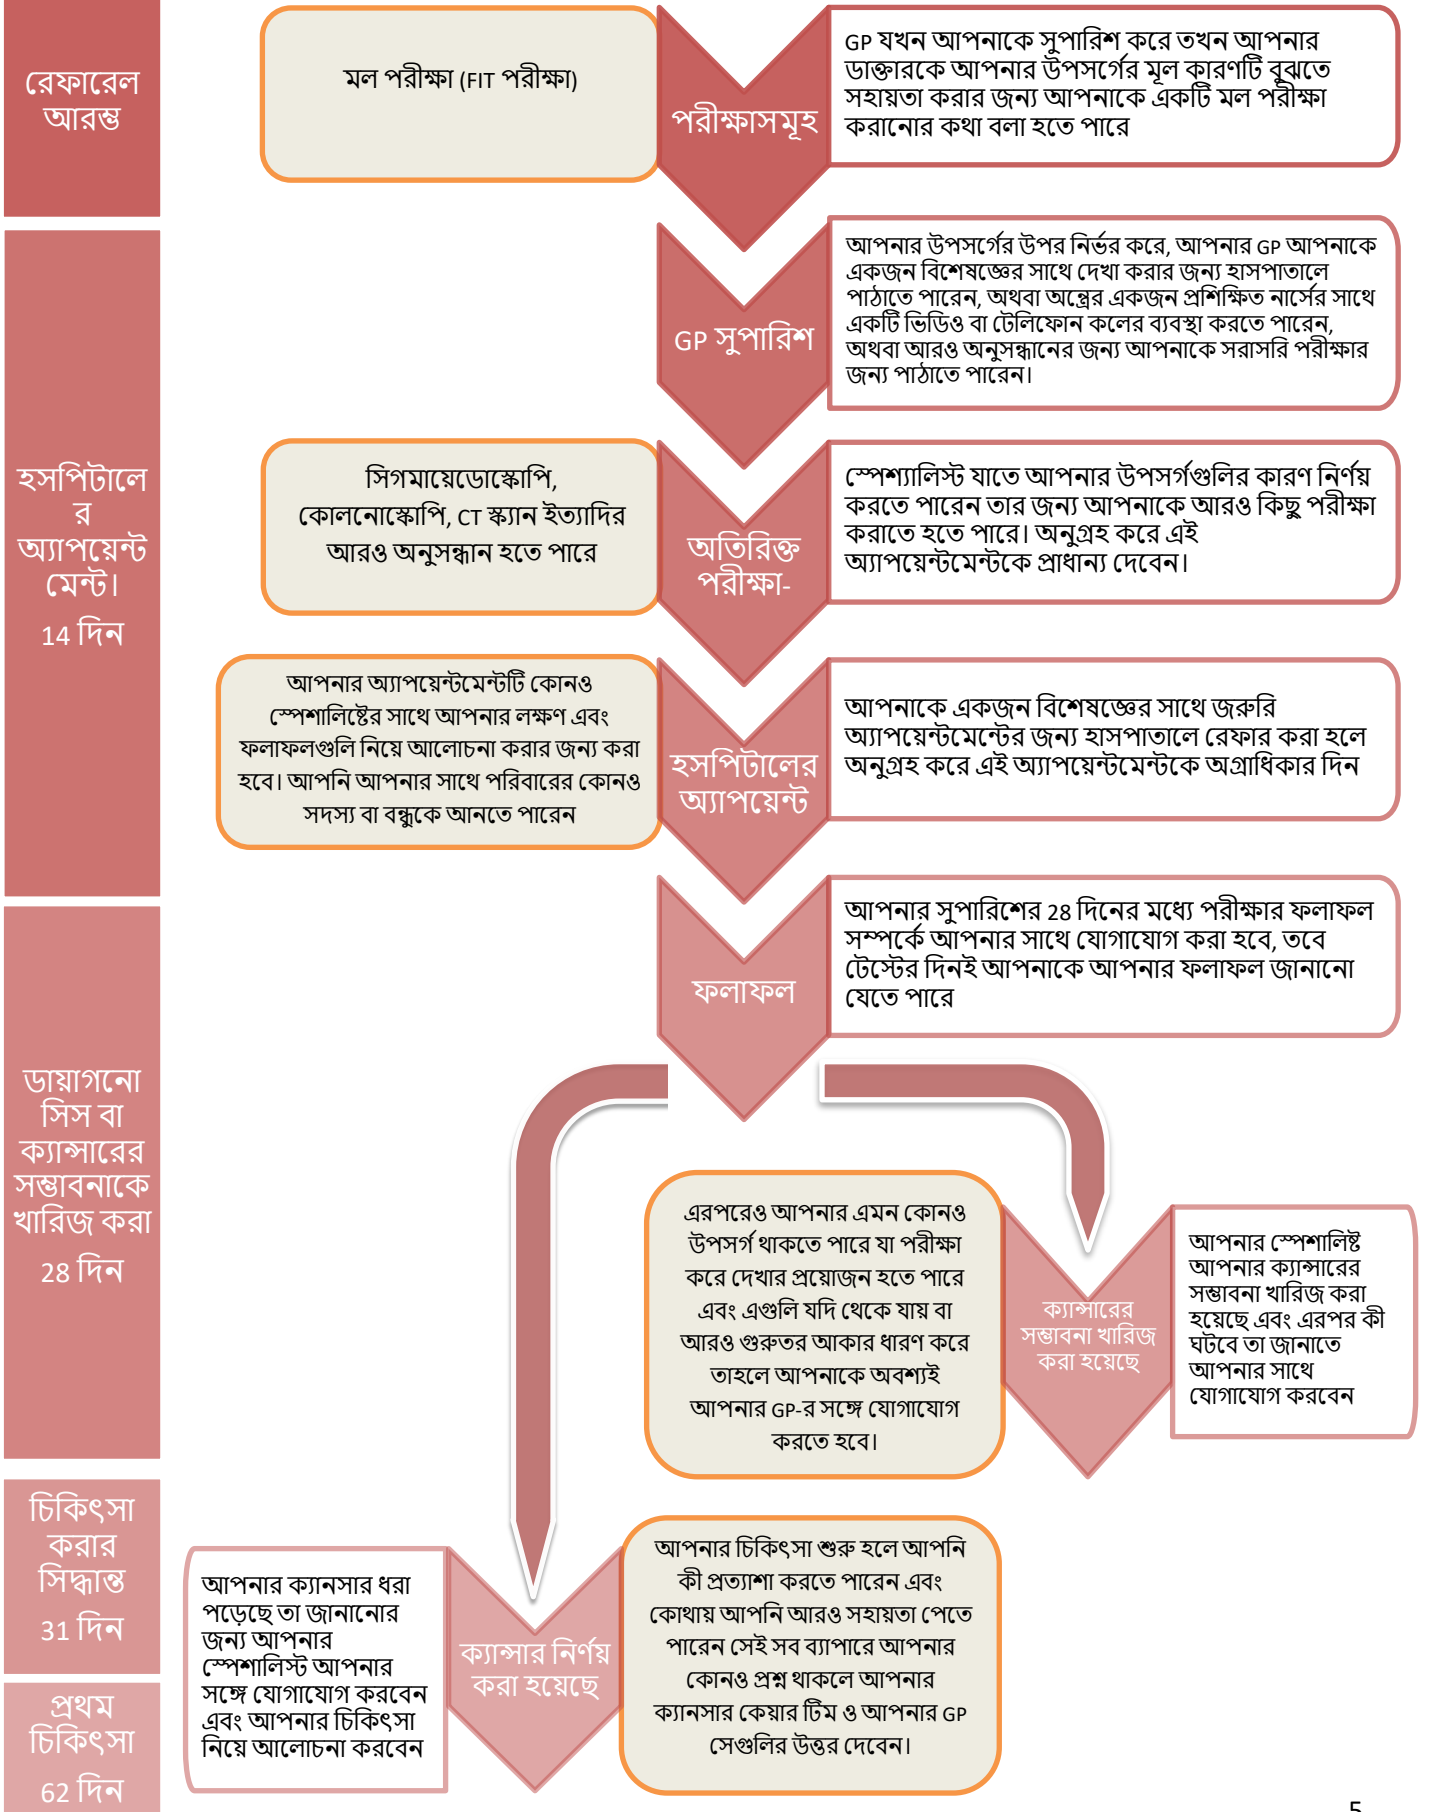 রেফারেল
আরম্ভ
মল পরীক্ষা (FIT পরীক্ষা)
পরীক্ষাসমূহ
GP যখন আপনাকে সুপারিশ করে তখন আপনার
ডাক্তারকে আপনার উপসর্গের মূল কারণটি বুঝতে
সহায়তা করার জন্য আপনাকে একটি মল পরীক্ষা
করানোর কথা বলা হতে পারে
হসপিটালে
র
অ্যাপয়েন্ট
মেন্ট।
14 দিন
GP সুপারিশ
আপনার উপসর্গের উপর নির্ভর করে, আপনার GP আপনাকে
একজন বিশেষজ্ঞের সাথে দেখা করার জন্য হাসপাতালে
পাঠাতে পারেন, অথবা অন্ত্রের একজন প্রশিক্ষিত নার্সের সাথে
একটি ভিডিও বা টেলিফোন কলের ব্যবস্থা করতে পারেন,
অথবা আরও অনুসন্ধানের জন্য আপনাকে সরাসরি পরীক্ষার
জন্য পাঠাতে পারেন।
সিগমায়েডোস্কোপি,
কোলনোস্কোপি, CT স্ক্যান ইত্যাদির
আরও অনুসন্ধান হতে পারে
অতিরিক্ত
পরীক্ষা-
স্পেশ্যালিস্ট যাতে আপনার উপসর্গগুলির কারণ নির্ণয়
করতে পারেন তার জন্য আপনাকে আরও কিছু পরীক্ষা
করাতে হতে পারে। অনুগ্রহ করে এই
অ্যাপয়েন্টমেন্টকে প্রাধান্য দেবেন।
আপনার অ্যাপয়েন্টমেন্টটি কোনও
স্পেশালিষ্টের সাথে আপনার লক্ষণ এবং
ফলাফলগুলি নিয়ে আলোচনা করার জন্য করা
হবে। আপনি আপনার সাথে পরিবারের কোনও
সদস্য বা বন্ধুকে আনতে পারেন
হসপিটালের
অ্যাপয়েন্ট
আপনাকে একজন বিশেষজ্ঞের সাথে জরুরি
অ্যাপয়েন্টমেন্টের জন্য হাসপাতালে রেফার করা হলে
অনুগ্রহ করে এই অ্যাপয়েন্টমেন্টকে অগ্রাধিকার দিন
ফলাফল
আপনার সুপারিশের 28 দিনের মধ্যে পরীক্ষার ফলাফল
সম্পর্কে আপনার সাথে যোগাযোগ করা হবে, তবে
টেস্টের দিনই আপনাকে আপনার ফলাফল জানানো
যেতে পারে
ডায়াগনো
সিস বা
ক্যান্সারের
সম্ভাবনাকে
খারিজ করা
28 দিন
এরপরেও আপনার এমন কোনও
উপসর্গ থাকতে পারে যা পরীক্ষা
করে দেখার প্রয়োজন হতে পারে
এবং এগুলি যদি থেকে যায় বা
আরও গুরুতর আকার ধারণ করে
তাহলে আপনাকে অবশ্যই
আপনার GP-র সঙ্গে যোগাযোগ
করতে হবে।
ক্যান্সারের
সম্ভাবনা খারিজ
করা হয়েছে
আপনার স্পেশালিষ্ট
আপনার ক্যান্সারের
সম্ভাবনা খারিজ করা
হয়েছে এবং এরপর কী
ঘটবে তা জানাতে
আপনার সাথে
যোগাযোগ করবেন
চিকিৎসা
করার
সিদ্ধান্ত
31 দিন
আপনার ক্যানসার ধরা
পড়েছে তা জানানোর
জন্য আপনার
স্পেশালিস্ট আপনার
সঙ্গে যোগাযোগ করবেন
এবং আপনার চিকিৎসা
নিয়ে আলোচনা করবেন
ক্যান্সার নির্ণয়
করা হয়েছে
আপনার চিকিৎসা শুরু হলে আপনি
কী প্রত্যাশা করতে পারেন এবং
কোথায় আপনি আরও সহায়তা পেতে
পারেন সেই সব ব্যাপারে আপনার
কোনও প্রশ্ন থাকলে আপনার
ক্যানসার কেয়ার টিম ও আপনার GP
সেগুলির উত্তর দেবেন।
প্রথম
চিকিৎসা
62 দিন
5